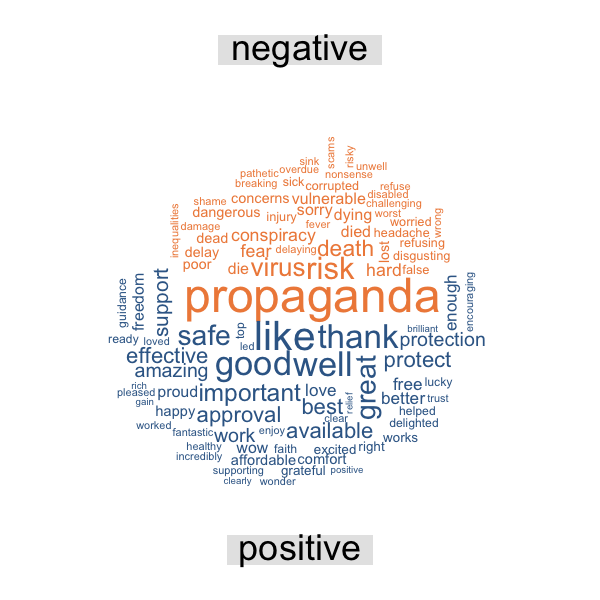 negative
scams
risky
sink
unwell
overdue
pathetic
nonsense
breaking
sick
corrupted
refuse
disabled
shame
concerns
vulnerable
challenging
inequalities
dangerous
injury
sorry
dying
worst
damage
fever
died
worried
wrong
dead
conspiracy
headache
delay
fear
delaying
death
lost
refusing
poor
die
virus
risk
hard
false
disgusting
propaganda
guidance
freedom
support
enough
encouraging
ready
loved
safe
top
led
like
thank
brilliant
protection
effective
good
well
great
protect
amazing
rich
pleased
gain
proud
important
love
best
relief
free
lucky
better
trust
happy
approval
clear
helped
delighted
worked
fantastic
work
enjoy
available
works
healthy
wow
faith
excited
right
incredibly
affordable
comfort
supporting
grateful
positive
clearly
wonder
positive